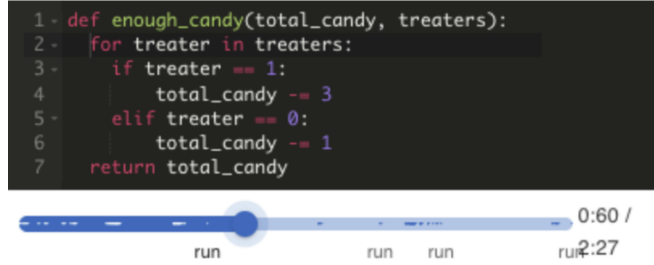 1 def enough_candy(total_candy, treaters):
2 for treater in treaters:
3 if treater == 1:
4 total_candy -= 3
5 elif treater == 0:
6 total_candy -= 1
7 return total_candy
0:60 /
run run run run 2:27